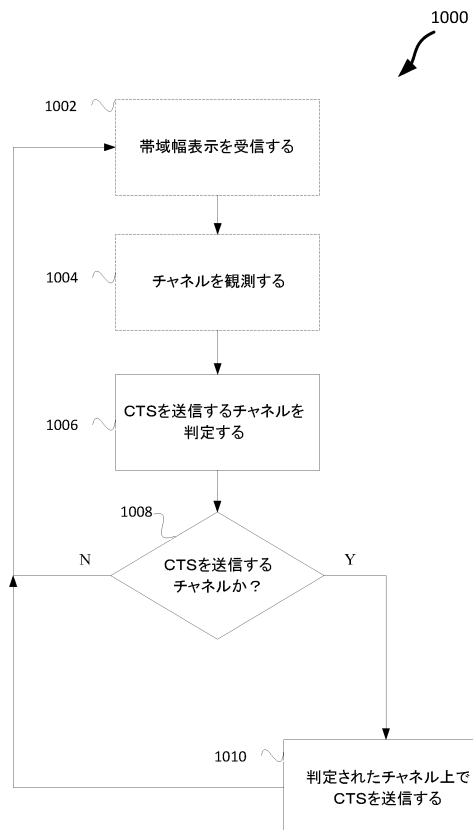 1000
1002
帯域幅表示を受信する
1004
チャネルを観測する
1006
CTSを送信するチャネルを
判定する
1008
CTSを送信する
チャネルか?
N
Y
1010
判定されたチャネル上で
CTSを送信する